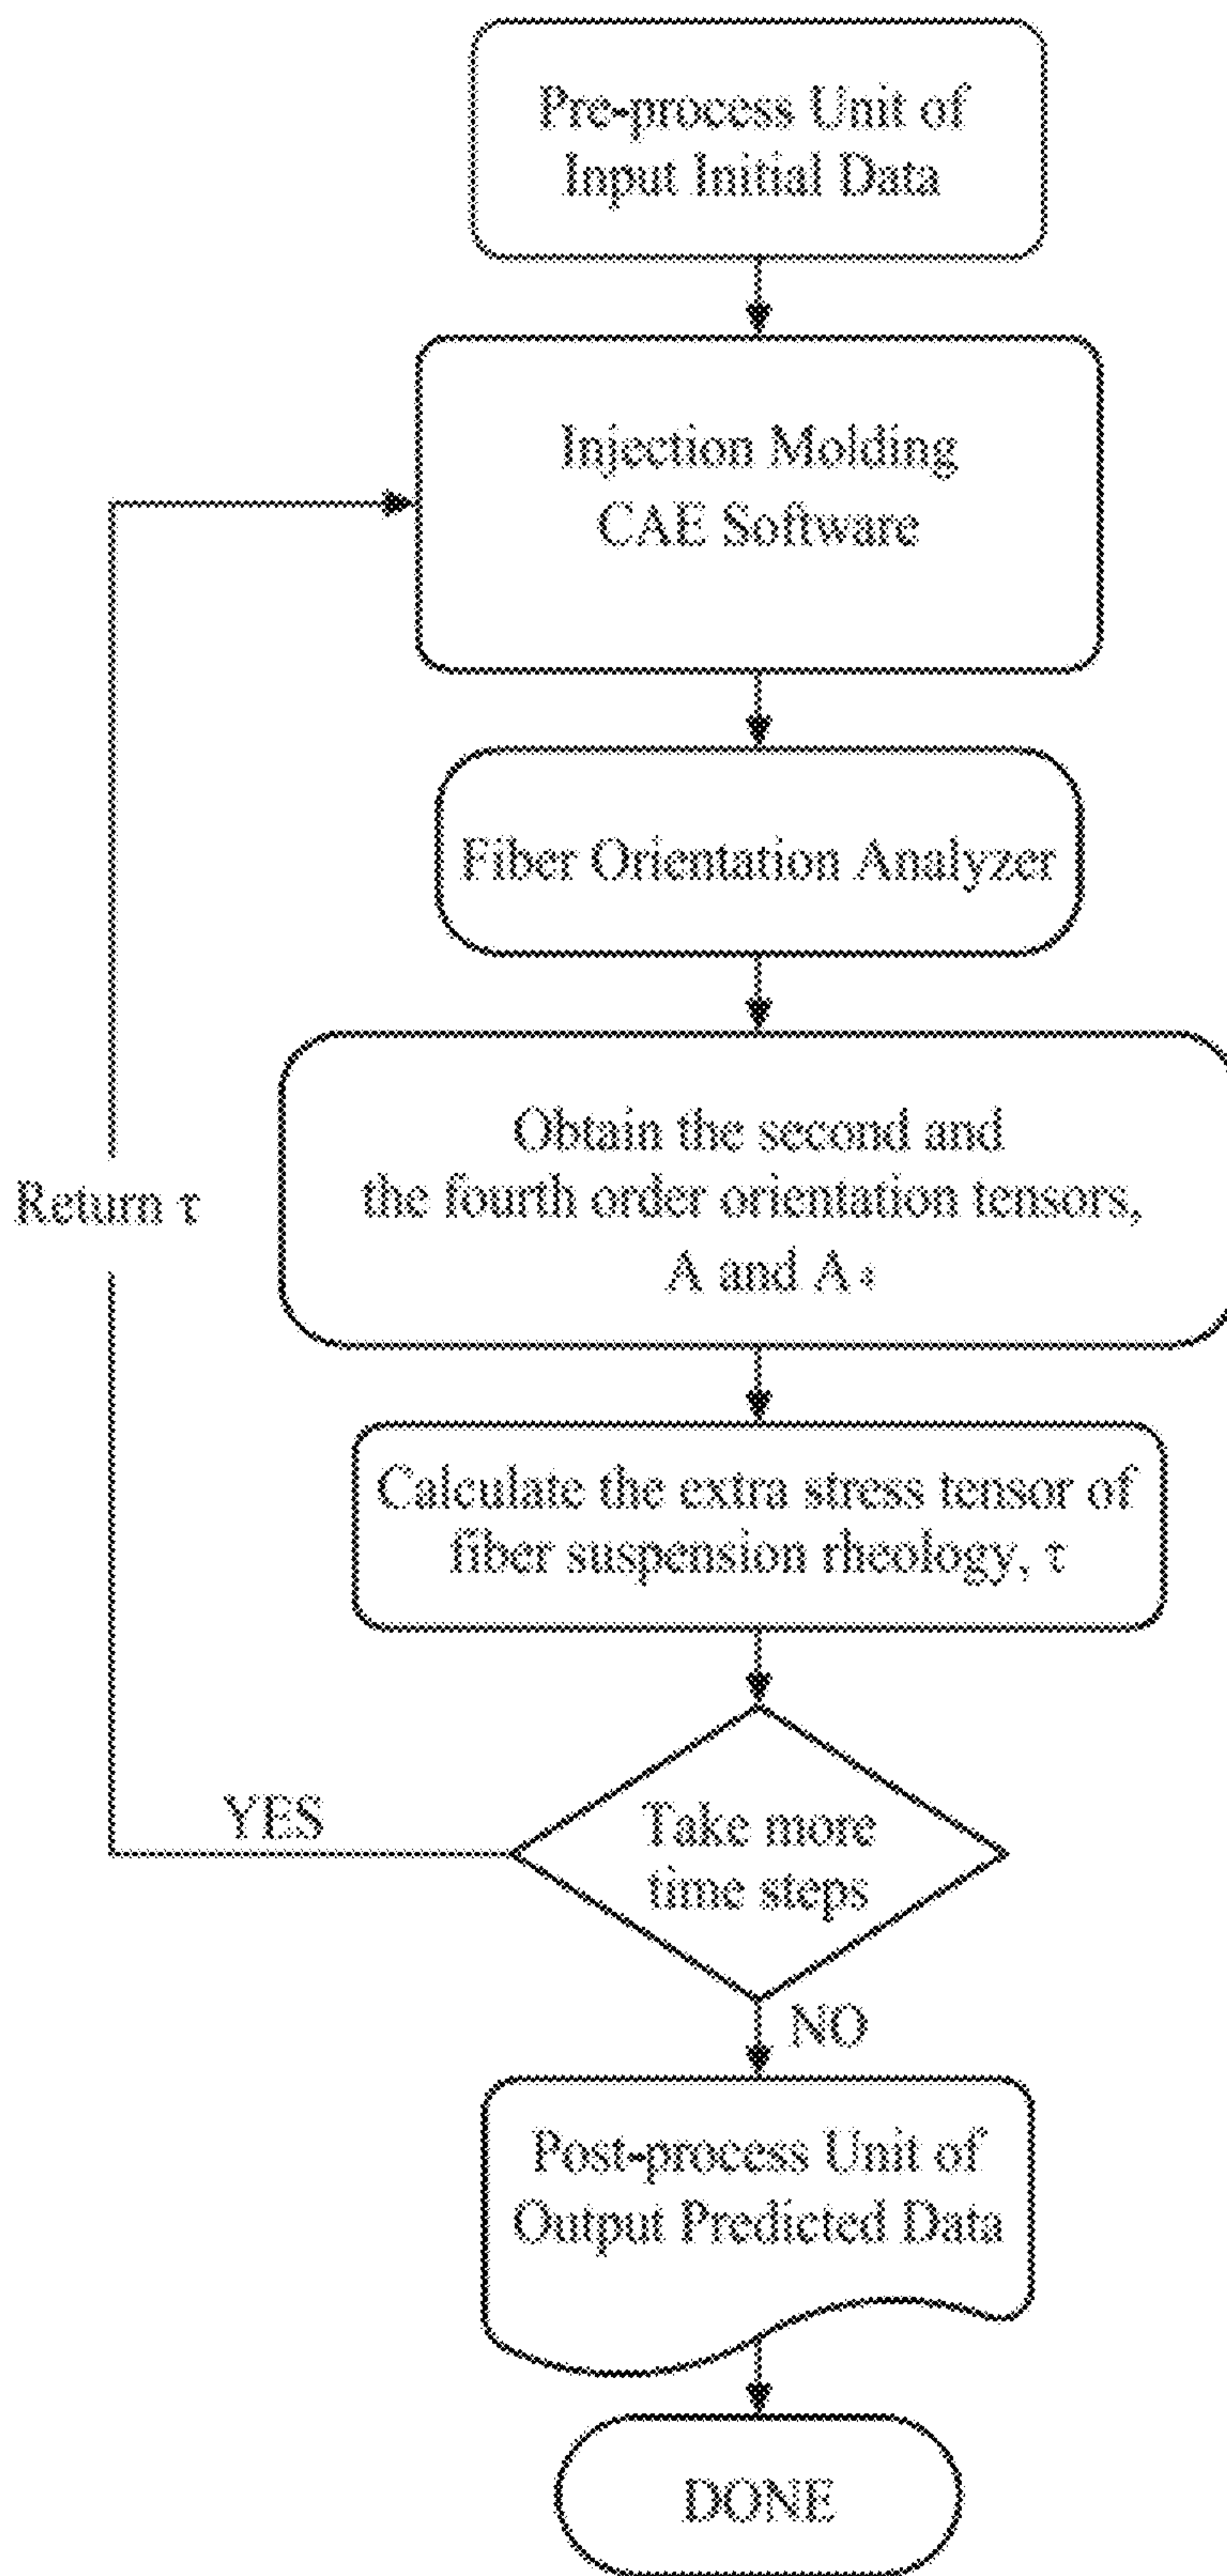 Pre-process Unit of
Input Initial Data
Injection Molding
CAE Software
Fiber Orientation Analyzer
Obtain the second and
the fourth order orientation tensors,
A and A4
Return τ
Calculate the extra stress tensor of
fiber suspension rheology, τ
YES
Take more
time steps
NO
Post-process Unit of
Output Predicted Data
DONE